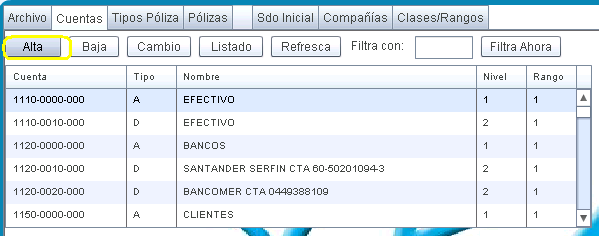 Archivo Cuentas Tipos Póliza Pólizas Sdo Inicial Compañías Clases/Rangos
Alta Baja Cambio Listado Refresca Filtra con: Filtra Ahora
Cuenta Tipo Nombre Nivel Rango
1110-0000-000 A EFECTIVO 1 1
1110-0010-000 D EFECTIVO 2 1
1120-0000-000 A BANCOS 1 1
1120-0010-000 D SANTANDER SERFIN CTA 60-50201094-3 2 1
1120-0020-000 D BANCOMER CTA 0449388109 2 1
1150-0000-000 A CLIENTES 1 1